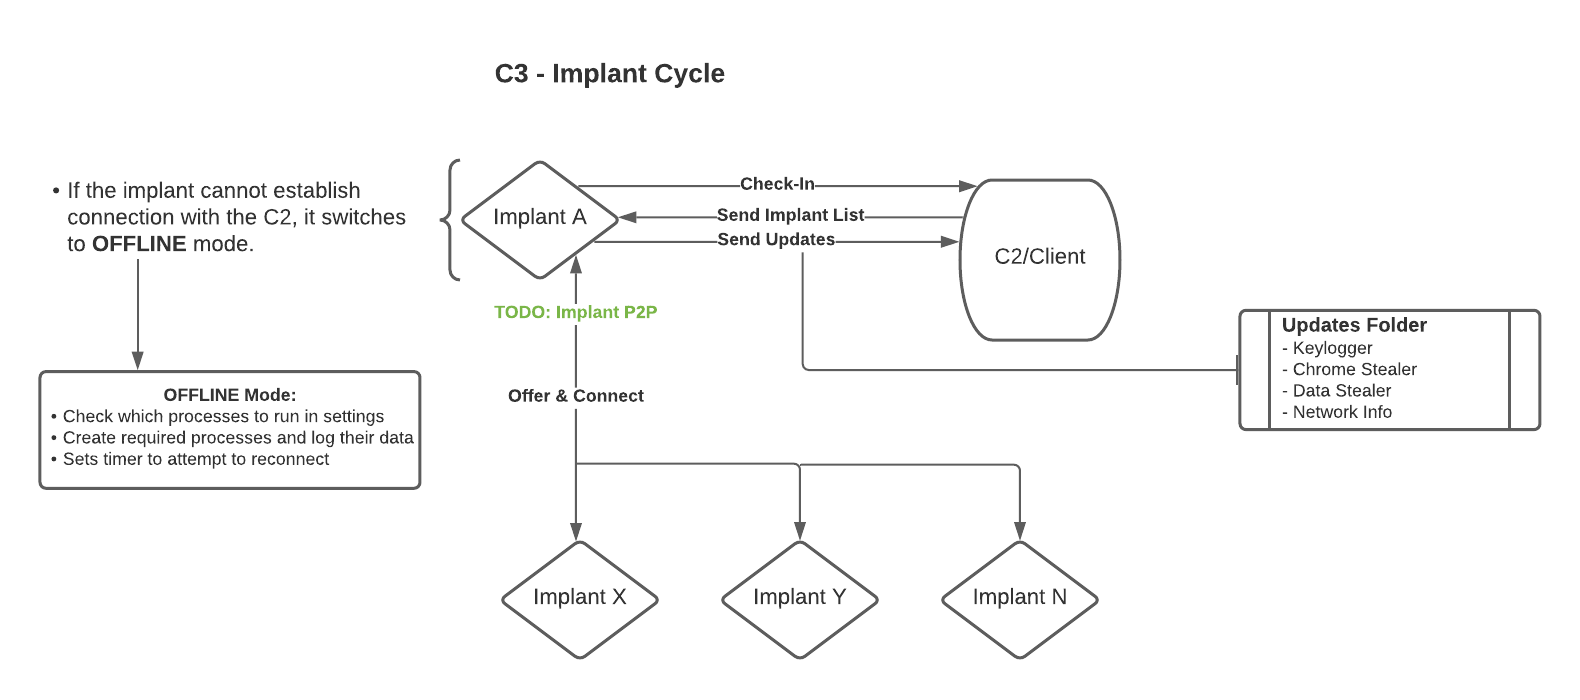 C3 - Implant Cycle
• If the implant cannot establish
connection with the C2, it switches
to OFFLINE mode.
Implant A
Check-In
Send Implant List
Send Updates
C2/Client
TODO: Implant P2P
Offer & Connect
Updates Folder
- Keylogger
- Chrome Stealer
- Data Stealer
- Network Info
OFFLINE Mode:
• Check which processes to run in settings
• Create required processes and log their data
• Sets timer to attempt to reconnect
Implant X
Implant Y
Implant N